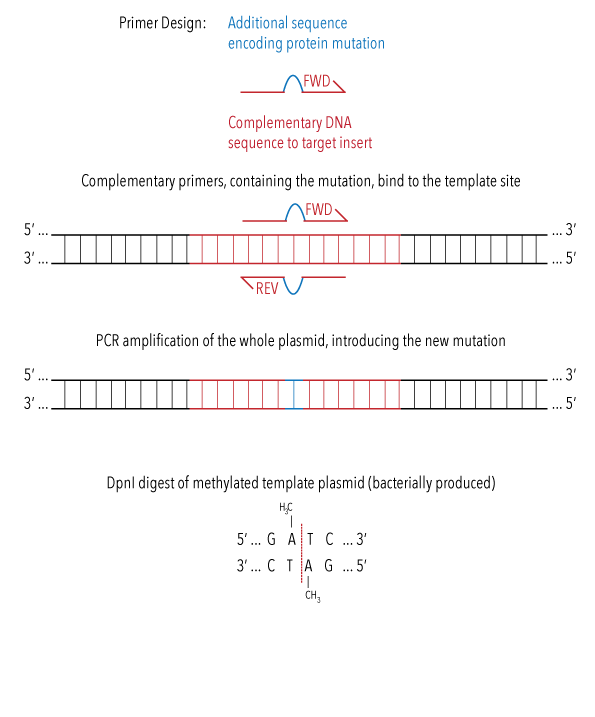 Primer Design: Additional sequence
encoding protein mutation
FWD
Complementary DNA
sequence to target insert
Complementary primers, containing the mutation, bind to the template site
FWD
5’ ... ... 3’
3’ ... ... 5’
REV
PCR amplification of the whole plasmid, introducing the new mutation
5’ ... ... 3’
3’ ... ... 5’
DpnI digest of methylated template plasmid (bacterially produced)
H3C
5’ ... G A T C ... 3’
3’ ... C T A G ... 5’
CH3